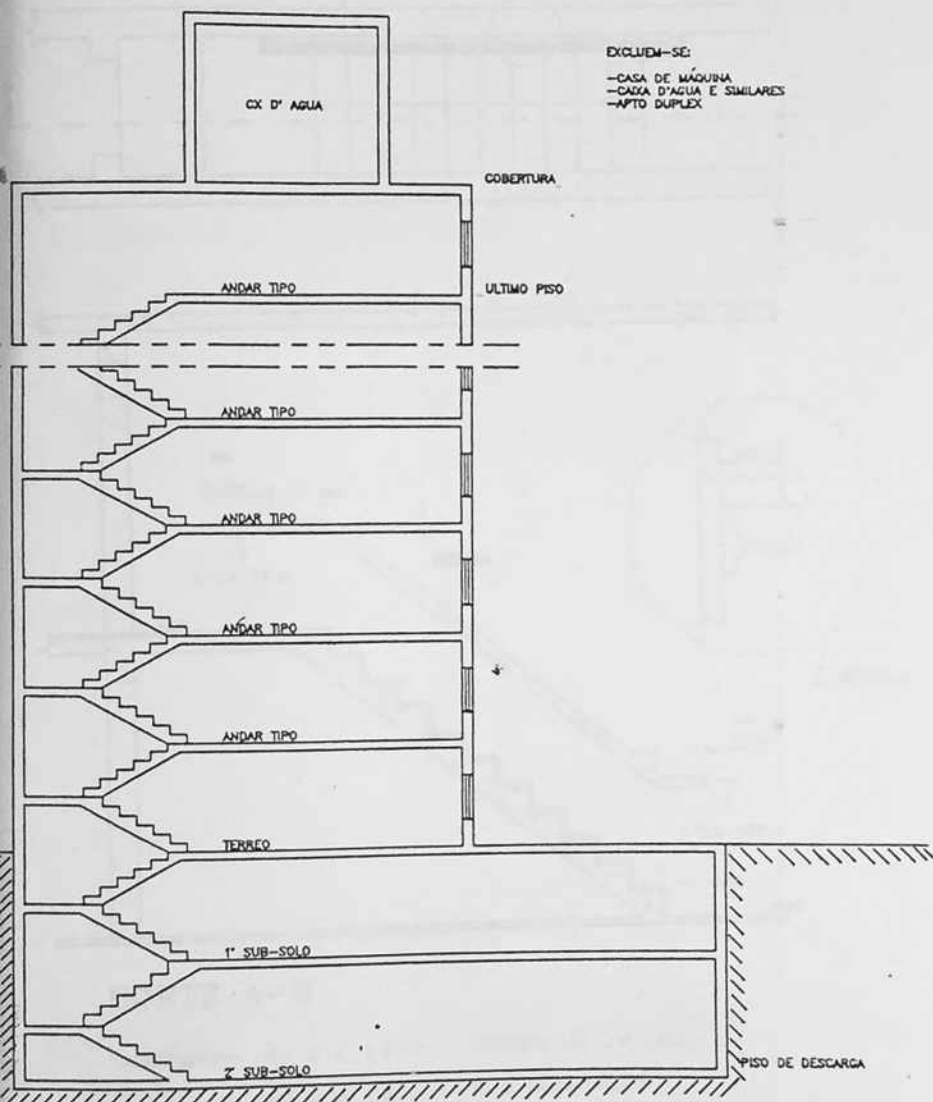 EXCLUEM-SE:
-CASA DE MÁQUINA
-CAIXA D'AGUA E SIMILARES
-APTO DUPLEX
CX D' AGUA
COBERTURA
ANDAR TIPO
ULTIMO PISO
ANDAR TIPO
ANDAR TIPO
ANDAR TIPO
ANDAR TIPO
TERREO
1° SUB-SOLO
2° SUB-SOLO
PISO DE DESCARGA